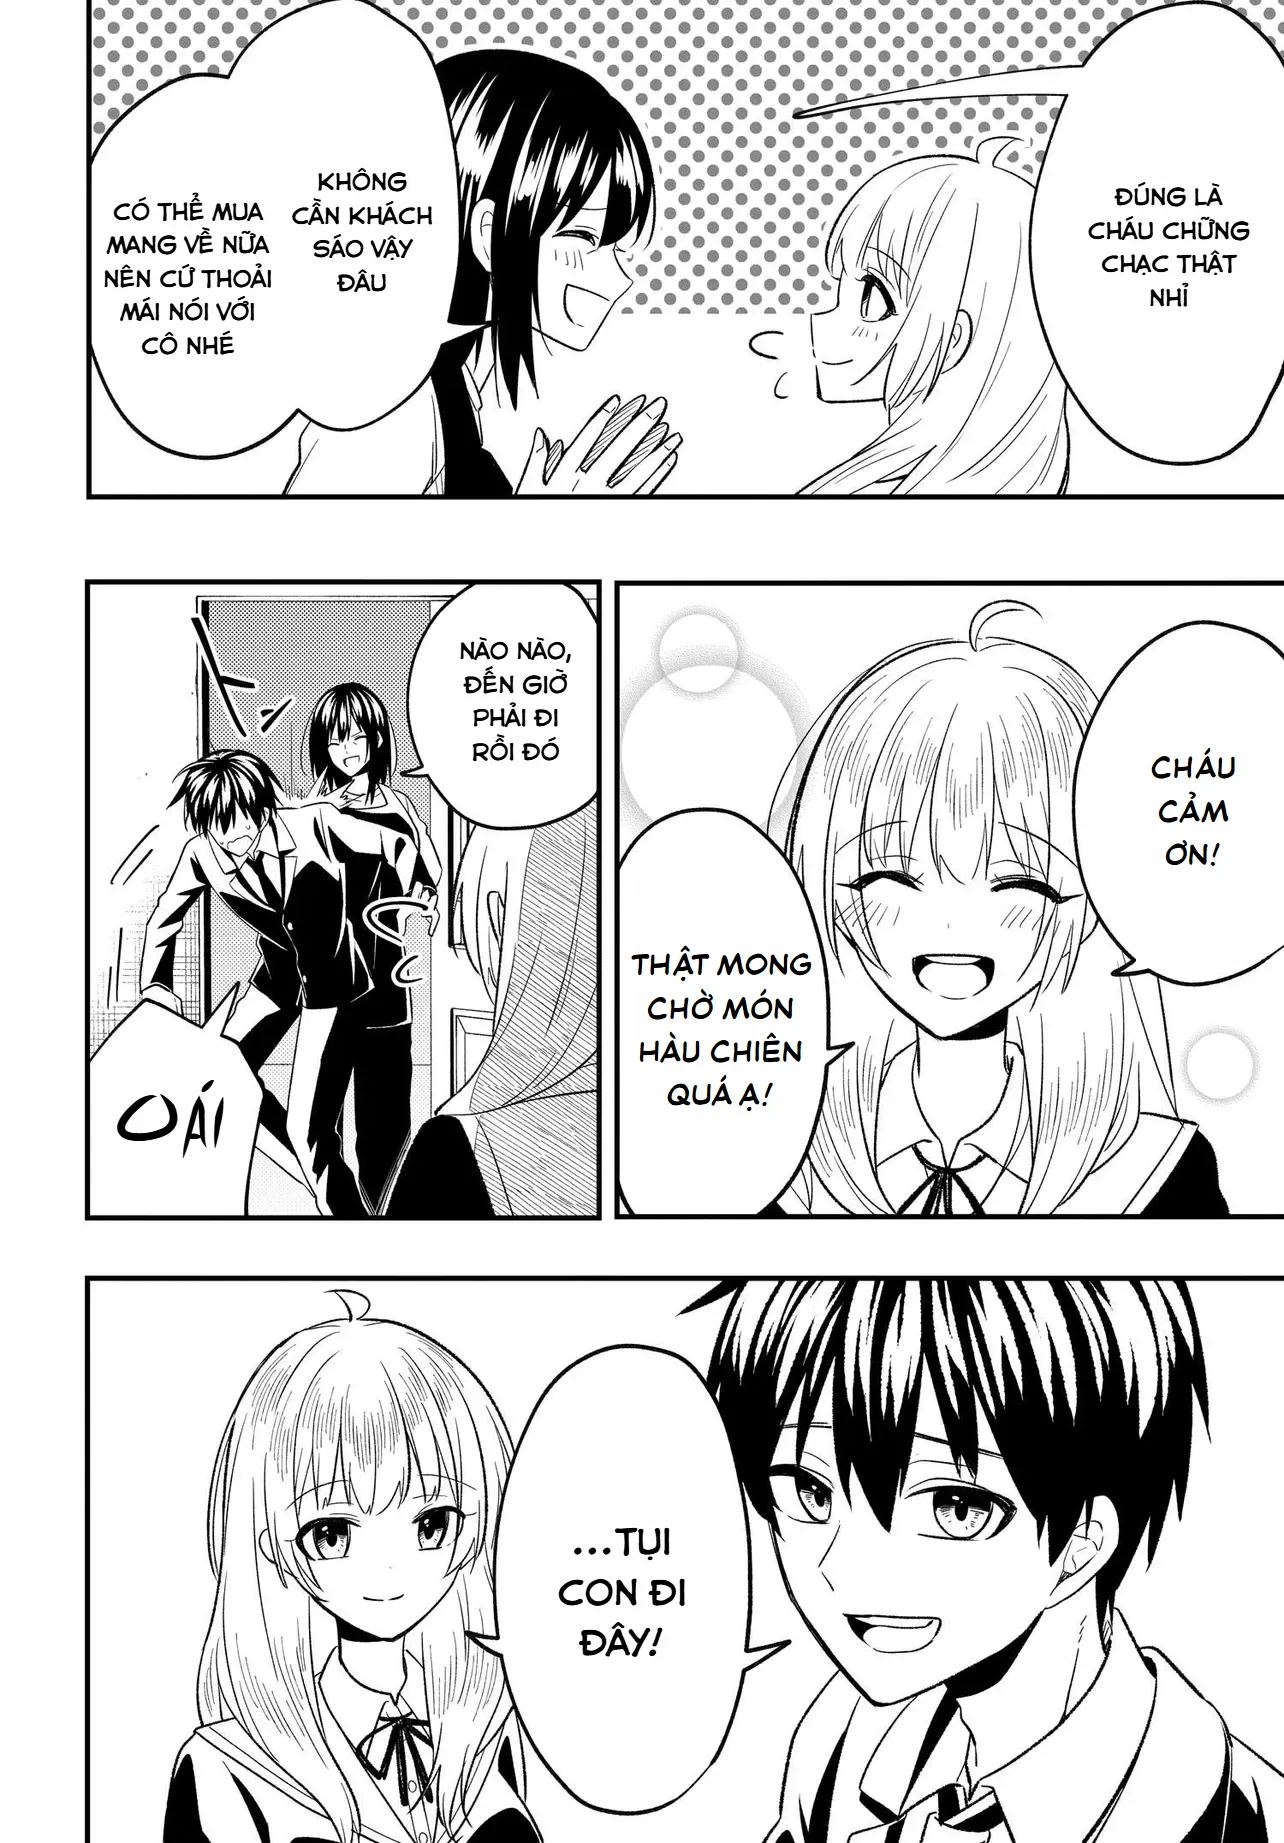 ĐÚNG LÀ
CHÁU CHỮNG
CHẠC THẬT
NHỈ
KHÔNG
CẦN KHÁCH
SÁO VẬY
ĐÂU
CÓ THỂ MUA
MANG VỀ NỮA
NÊN CỨ THOẢI
MÁI NÓI VỚI
CÔ NHÉ
CHÁU
CẢM
ƠN!
THẬT MONG
CHỜ MÓN
HÀU CHIÊN
QUÁ Ạ!
NÀO NÀO,
ĐẾN GIỜ
PHẢI ĐI
RỒI ĐÓ
トン
OÁI
...TỤI
CON ĐI
ĐÂY!